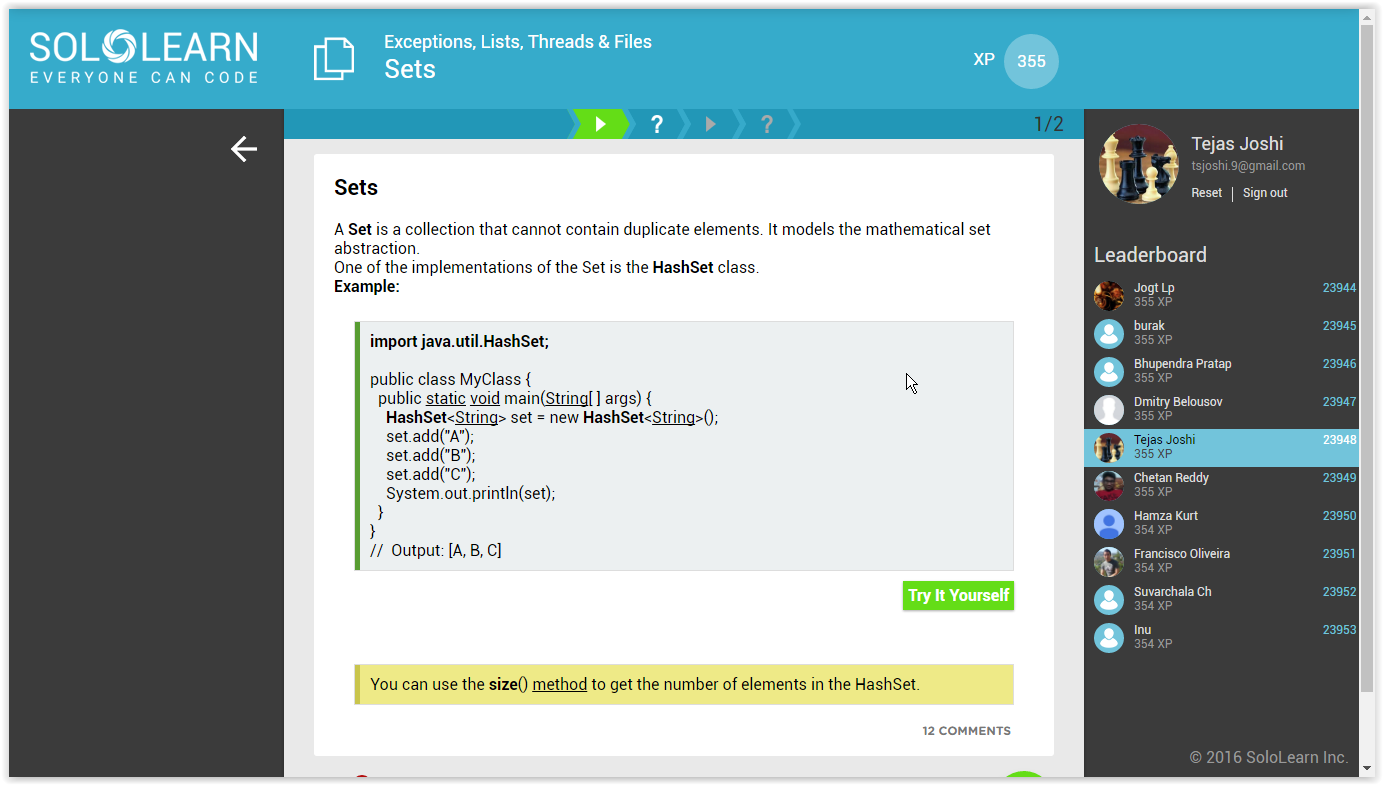 SOLOLEARN
EVERYONE CAN CODE
Exceptions, Lists, Threads & Files
Sets
XP 355
? ? 1/2
Sets
A Set is a collection that cannot contain duplicate elements. It models the mathematical set
abstraction.
One of the implementations of the Set is the HashSet class.
Example:
import java.util.HashSet;
public class MyClass {
public static void main(String[ ] args) {
HashSet<String> set = new HashSet<String>();
set.add("A");
set.add("B");
set.add("C");
System.out.println(set);
}
}
// Output: [A, B, C]
Try It Yourself
You can use the size() method to get the number of elements in the HashSet.
12 COMMENTS
Tejas Joshi
tsjoshi.9@gmail.com
Reset | Sign out
Leaderboard
Jogt Lp 23944
355 XP
burak 23945
355 XP
Bhupendra Pratap 23946
355 XP
Dmitry Belousov 23947
355 XP
Tejas Joshi 23948
355 XP
Chetan Reddy 23949
355 XP
Hamza Kurt 23950
354 XP
Francisco Oliveira 23951
354 XP
Suvarchala Ch 23952
354 XP
Inu 23953
354 XP
© 2016 SoloLearn Inc.